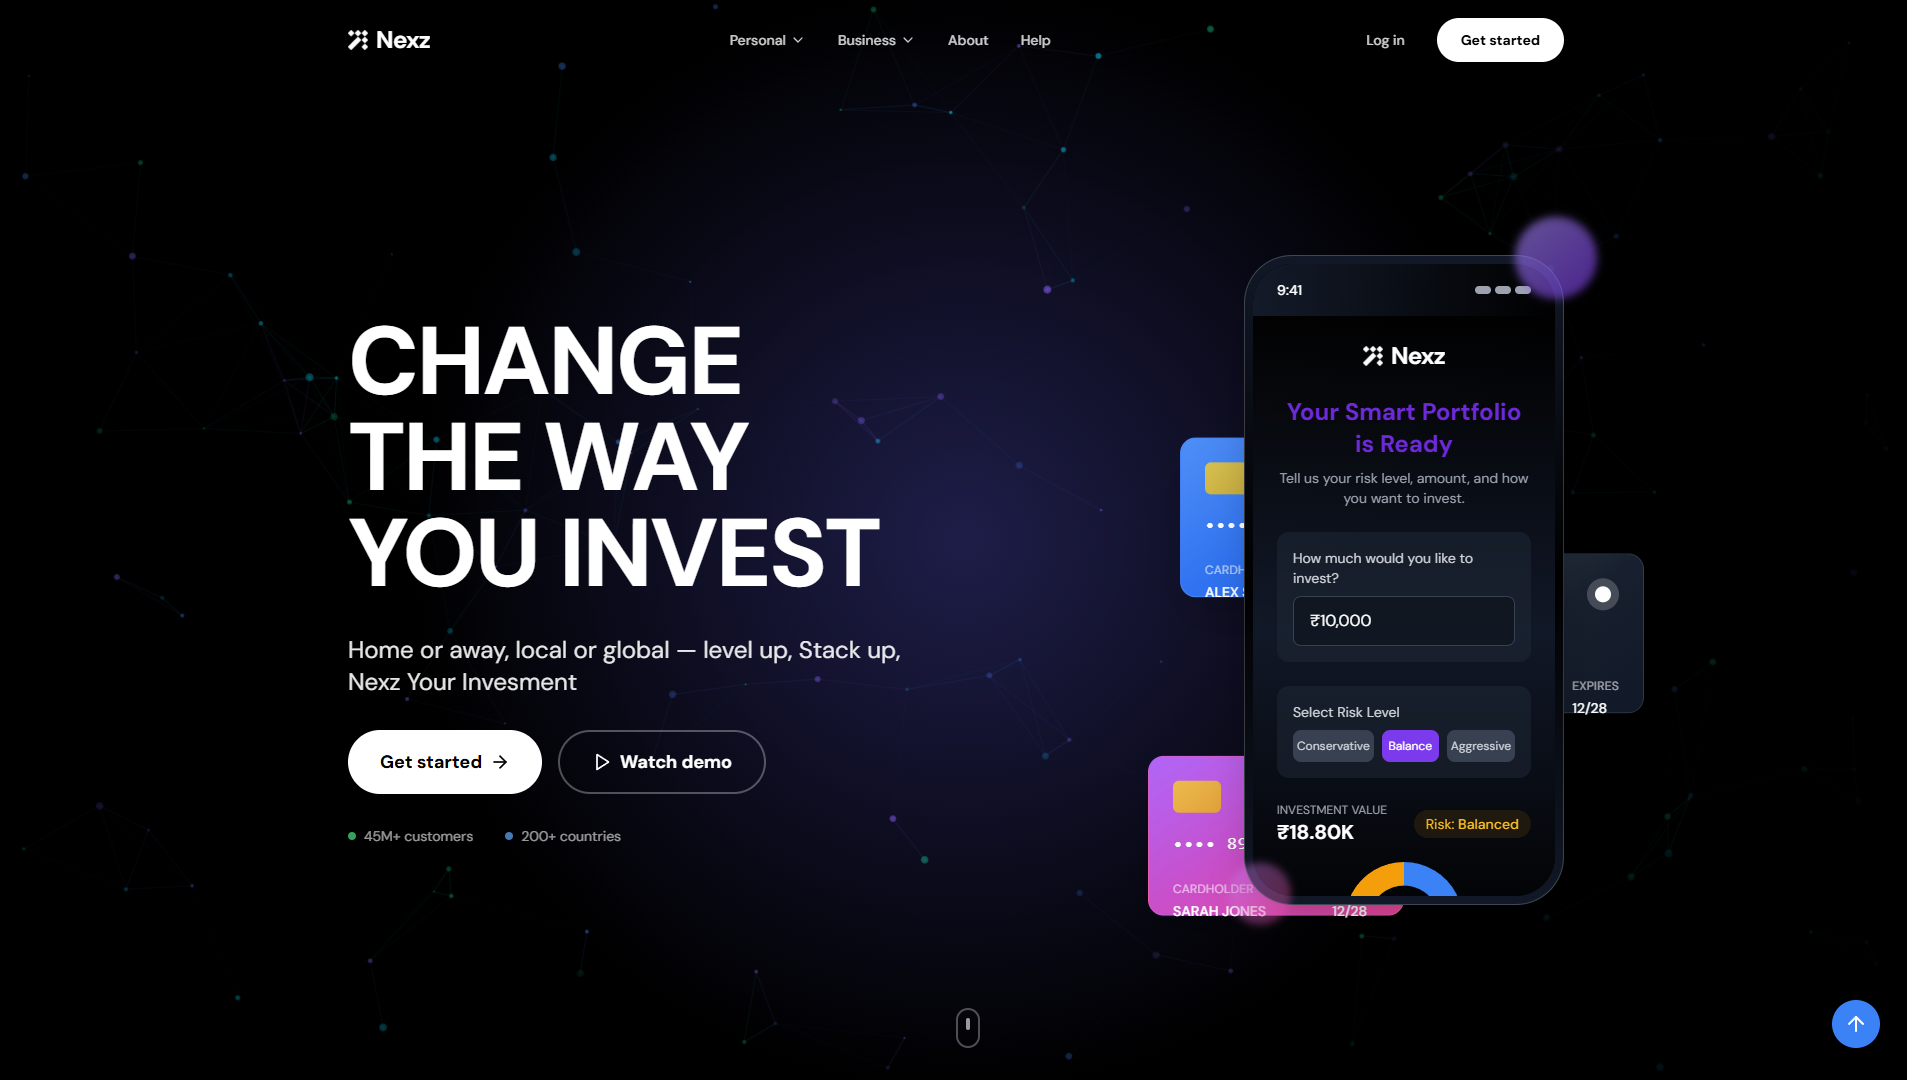 Nexz
Personal
Business
About
Help
Log in
Get started
CHANGE
THE WAY
YOU INVEST
Home or away, local or global — level up, Stack up,
Nexz Your Invesment
Get started
Watch demo
45M+ customers
200+ countries
9:41
Nexz
Your Smart Portfolio
is Ready
Tell us your risk level, amount, and how
you want to invest.
How much would you like to
invest?
₹10,000
Select Risk Level
Conservative
Balance
Aggressive
INVESTMENT VALUE
₹18.80K
Risk: Balanced
ALEX
EXPIRES
12/28
•••• 89
CARDHOLDER
SARAH JONES
12/28